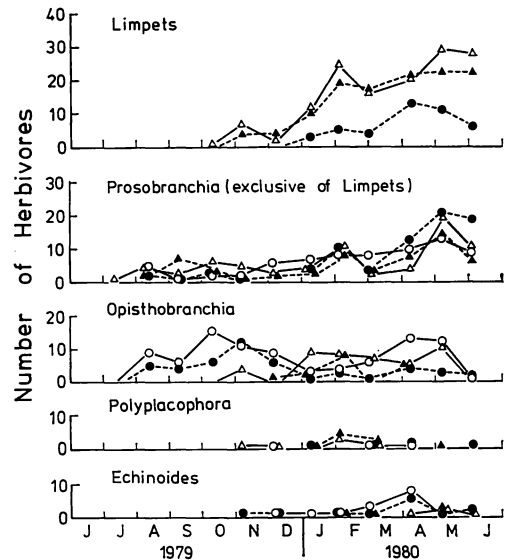 Limpets
40
30
20
10
0
Prosobranchia (exclusive of Limpets)
30
20
10
0
Opisthobranchia
20
10
0
Polyplacophora
10
0
Echinoides
10
0
Number of Herbivores
J J A S O N D J F M A M J
1979 1980